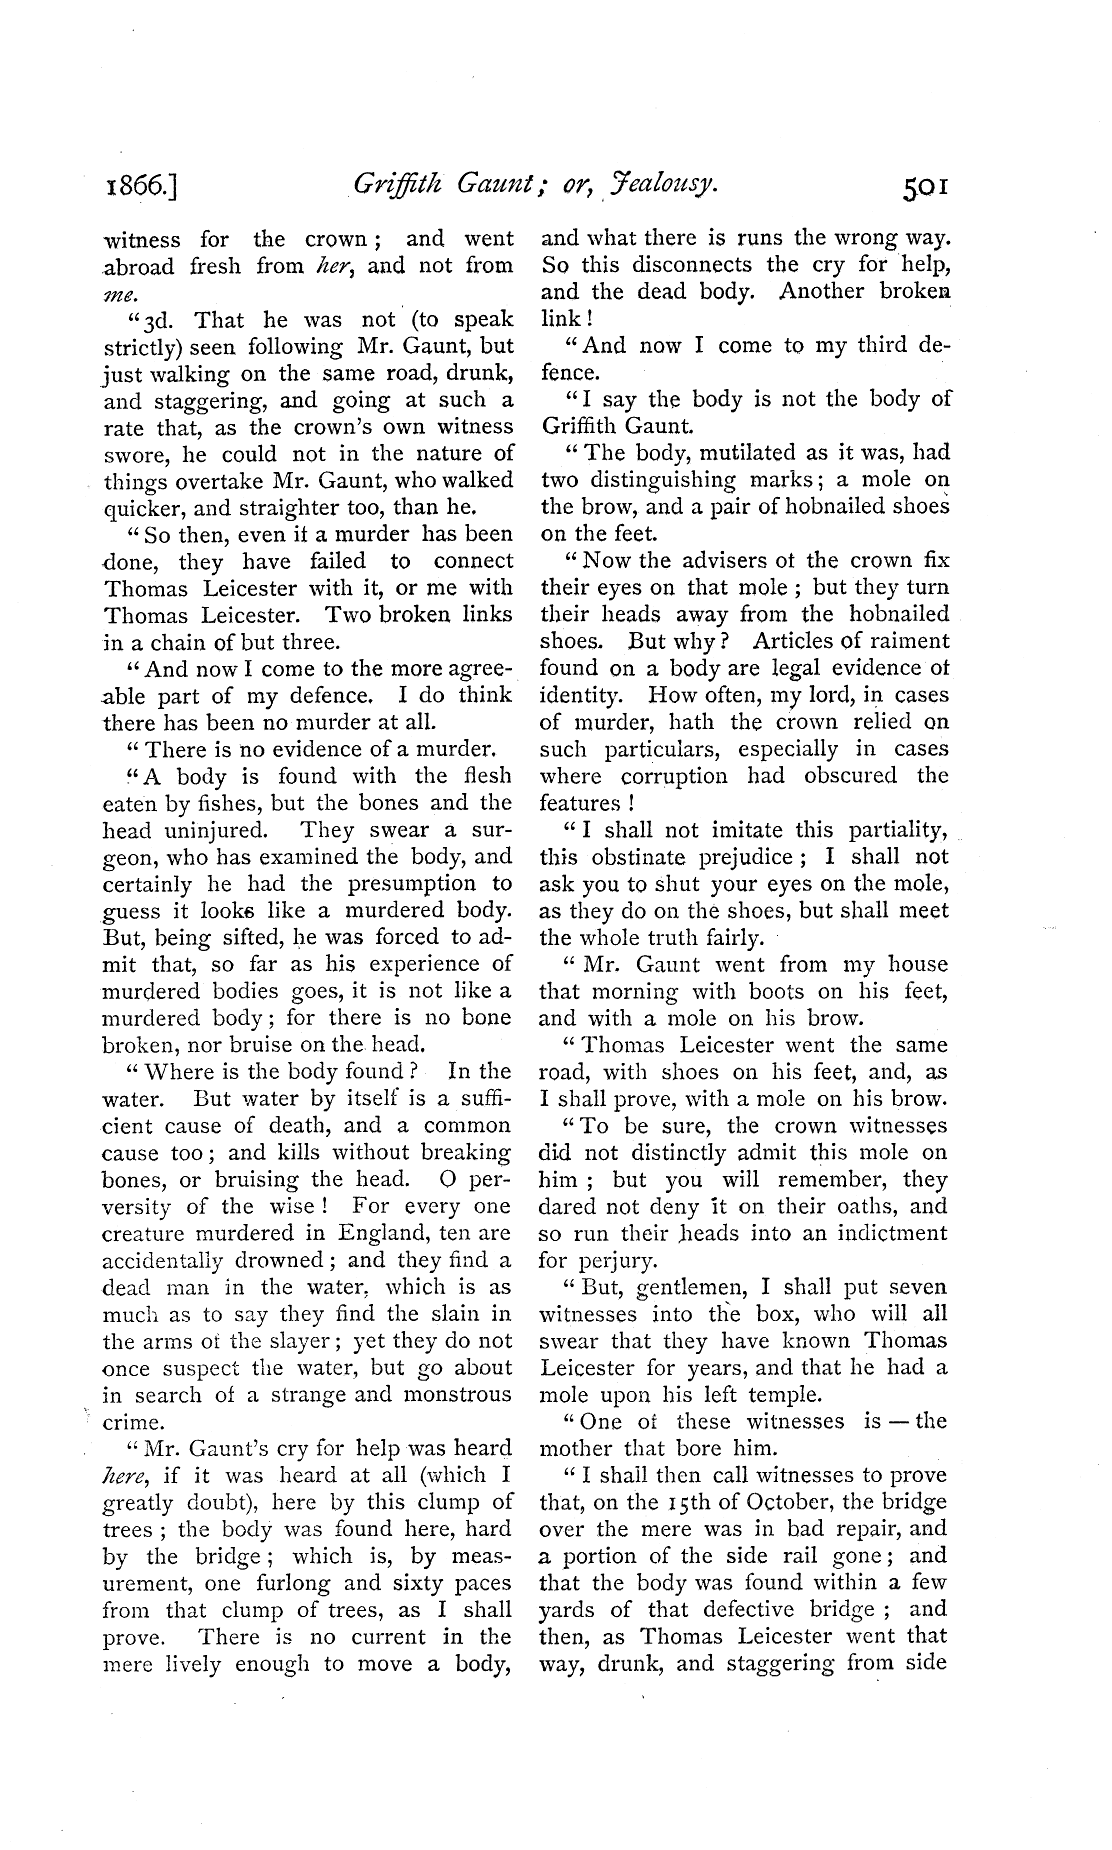 1866.] Griffith Gaunt; or, Jealousy. 501
witness for the crown; and went
abroad fresh from her, and not from
me.
"3d. That he was not (to speak
strictly) seen following Mr. Gaunt, but
just walking on the same road, drunk,
and staggering, and going at such a
rate that, as the crown's own witness
swore, he could not in the nature of
things overtake Mr. Gaunt, who walked
quicker, and straighter too, than he.
"So then, even if a murder has been
done, they have failed to connect
Thomas Leicester with it, or me with
Thomas Leicester. Two broken links
in a chain of but three.
"And now I come to the more agree-
able part of my defence. I do think
there has been no murder at all.
"There is no evidence of a murder.
"A body is found with the flesh
eaten by fishes, but the bones and the
head uninjured. They swear a sur-
geon, who has examined the body, and
certainly he had the presumption to
guess it looks like a murdered body.
But, being sifted, he was forced to ad-
mit that, so far as his experience of
murdered bodies goes, it is not like a
murdered body; for there is no bone
broken, nor bruise on the head.
"Where is the body found? In the
water. But water by itself is a suffi-
cient cause of death, and a common
cause too; and kills without breaking
bones, or bruising the head. O per-
versity of the wise! For every one
creature murdered in England, ten are
accidentally drowned; and they find a
dead man in the water, which is as
much as to say they find the slain in
the arms of the slayer; yet they do not
once suspect the water, but go about
in search of a strange and monstrous
crime.
"Mr. Gaunt's cry for help was heard
here, if it was heard at all (which I
greatly doubt), here by this clump of
trees; the body was found here, hard
by the bridge; which is, by meas-
urement, one furlong and sixty paces
from that clump of trees, as I shall
prove. There is no current in the
mere lively enough to move a body,
and what there is runs the wrong way.
So this disconnects the cry for help,
and the dead body. Another broken
link!
"And now I come to my third de-
fence.
"I say the body is not the body of
Griffith Gaunt.
"The body, mutilated as it was, had
two distinguishing marks; a mole on
the brow, and a pair of hobnailed shoes
on the feet.
"Now the advisers of the crown fix
their eyes on that mole; but they turn
their heads away from the hobnailed
shoes. But why? Articles of raiment
found on a body are legal evidence of
identity. How often, my lord, in cases
of murder, hath the crown relied on
such particulars, especially in cases
where corruption had obscured the
features!
"I shall not imitate this partiality,
this obstinate prejudice; I shall not
ask you to shut your eyes on the mole,
as they do on the shoes, but shall meet
the whole truth fairly.
"Mr. Gaunt went from my house
that morning with boots on his feet,
and with a mole on his brow.
"Thomas Leicester went the same
road, with shoes on his feet, and, as
I shall prove, with a mole on his brow.
"To be sure, the crown witnesses
did not distinctly admit this mole on
him; but you will remember, they
dared not deny it on their oaths, and
so run their heads into an indictment
for perjury.
"But, gentlemen, I shall put seven
witnesses into the box, who will all
swear that they have known Thomas
Leicester for years, and that he had a
mole upon his left temple.
"One of these witnesses is — the
mother that bore him.
"I shall then call witnesses to prove
that, on the 15th of October, the bridge
over the mere was in bad repair, and
a portion of the side rail gone; and
that the body was found within a few
yards of that defective bridge; and
then, as Thomas Leicester went that
way, drunk, and staggering from side